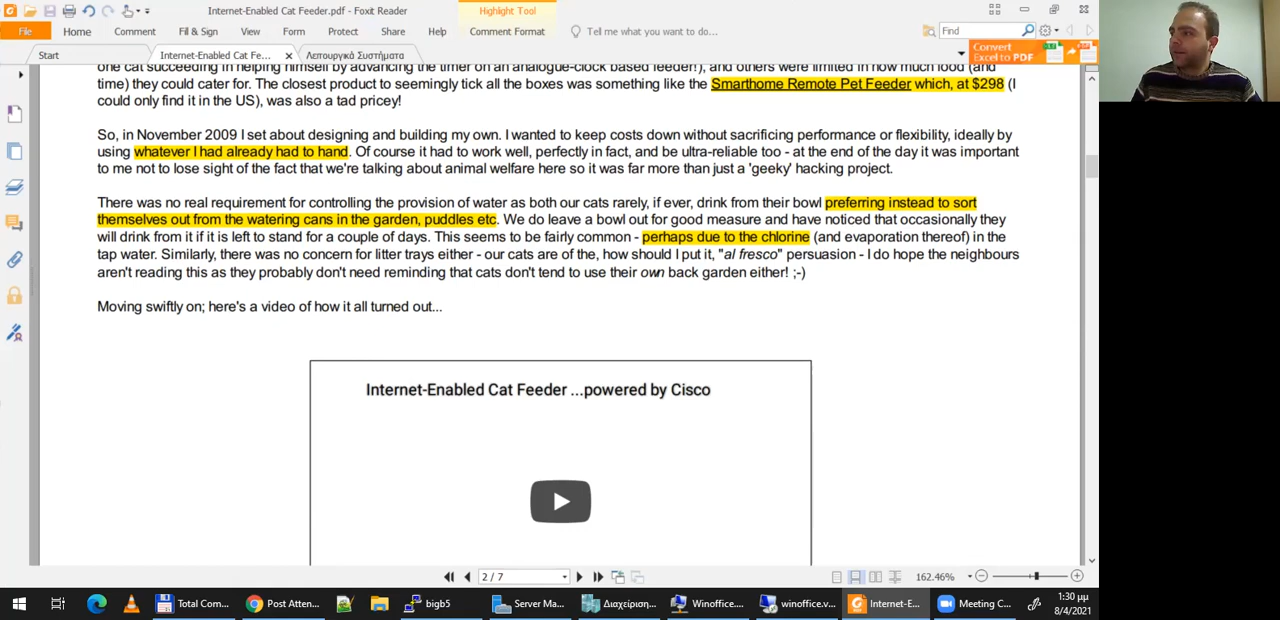 Internet-Enabled Cat Feeder.pdf - Foxit Reader
Highlight Tool
File Home Comment View Form Protect Fill & Sign Share Help Comment Format Tell me what you want to do...
Find
Start Internet-Enabled Cat Fe... Λειτουργικά Συστήματα
Convert
Excel to PDF
one cat succeeding in helping himself by advancing the timer on an analogue-clock based feeder!), and others were limited in how much food (and
time) they could cater for. The closest product to seemingly tick all the boxes was something like the Smarthome Remote Pet Feeder which, at $298 (I
could only find it in the US), was also a tad pricey!
So, in November 2009 I set about designing and building my own. I wanted to keep costs down without sacrificing performance or flexibility, ideally by
using whatever I had already had to hand. Of course it had to work well, perfectly in fact, and be ultra-reliable too - at the end of the day it was important
to me not to lose sight of the fact that we're talking about animal welfare here so it was far more than just a 'geeky' hacking project.
There was no real requirement for controlling the provision of water as both our cats rarely, if ever, drink from their bowl preferring instead to sort
themselves out from the watering cans in the garden, puddles etc. We do leave a bowl out for good measure and have noticed that occasionally they
will drink from it if it is left to stand for a couple of days. This seems to be fairly common - perhaps due to the chlorine (and evaporation thereof) in the
tap water. Similarly, there was no concern for litter trays either - our cats are of the, how should I put it, "al fresco" persuasion - I do hope the neighbours
aren't reading this as they probably don't need reminding that cats don't tend to use their own back garden either! ;-)
Moving swiftly on; here's a video of how it all turned out...
Internet-Enabled Cat Feeder ...powered by Cisco
2 / 7
162.46%
Total Com... Post Atten... bigb5 Server Ma... Διαχείριση... Winoffice.... winoffice.v... Internet-E... Meeting C...
1:30 μμ
8/4/2021